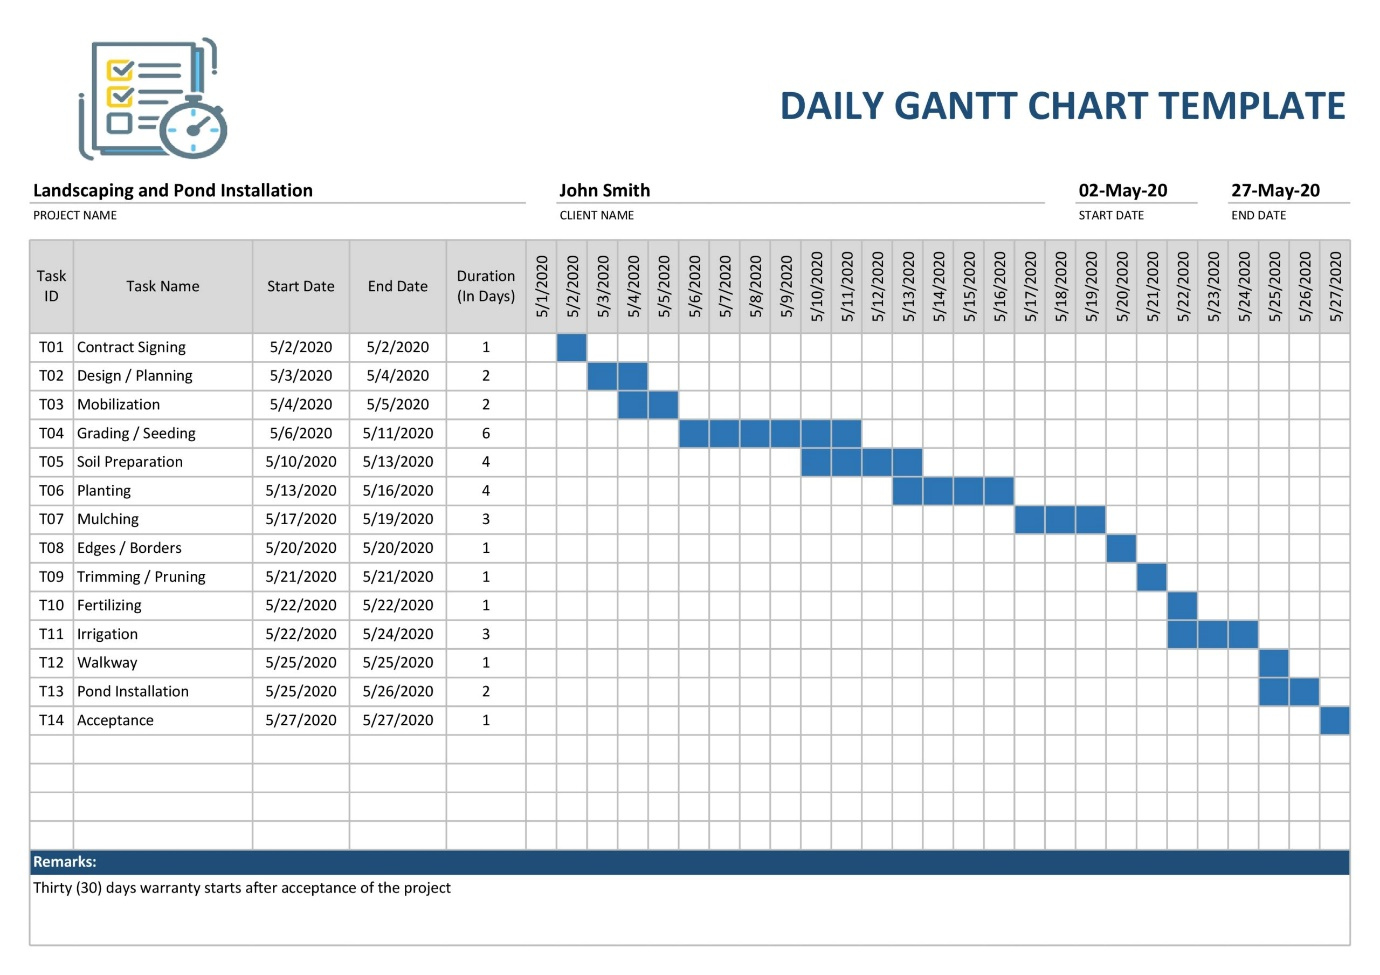 DAILY GANTT CHART TEMPLATE
Landscaping and Pond Installation John Smith 02-May-20 27-May-20
PROJECT NAME CLIENT NAME START DATE END DATE
Task ID Task Name Start Date End Date Duration (In Days) 5/1/2020 5/2/2020 5/3/2020 5/4/2020 5/5/2020 5/6/2020 5/7/2020 5/8/2020 5/9/2020 5/10/2020 5/11/2020 5/12/2020 5/13/2020 5/14/2020 5/15/2020 5/16/2020 5/17/2020 5/18/2020 5/19/2020 5/20/2020 5/21/2020 5/22/2020 5/23/2020 5/24/2020 5/25/2020 5/26/2020 5/27/2020
T01 Contract Signing 5/2/2020 5/2/2020 1
T02 Design / Planning 5/3/2020 5/4/2020 2
T03 Mobilization 5/4/2020 5/5/2020 2
T04 Grading / Seeding 5/6/2020 5/11/2020 6
T05 Soil Preparation 5/10/2020 5/13/2020 4
T06 Planting 5/13/2020 5/16/2020 4
T07 Mulching 5/17/2020 5/19/2020 3
T08 Edges / Borders 5/20/2020 5/20/2020 1
T09 Trimming / Pruning 5/21/2020 5/21/2020 1
T10 Fertilizing 5/22/2020 5/22/2020 1
T11 Irrigation 5/22/2020 5/24/2020 3
T12 Walkway 5/25/2020 5/25/2020 1
T13 Pond Installation 5/25/2020 5/26/2020 2
T14 Acceptance 5/27/2020 5/27/2020 1
Remarks:
Thirty (30) days warranty starts after acceptance of the project